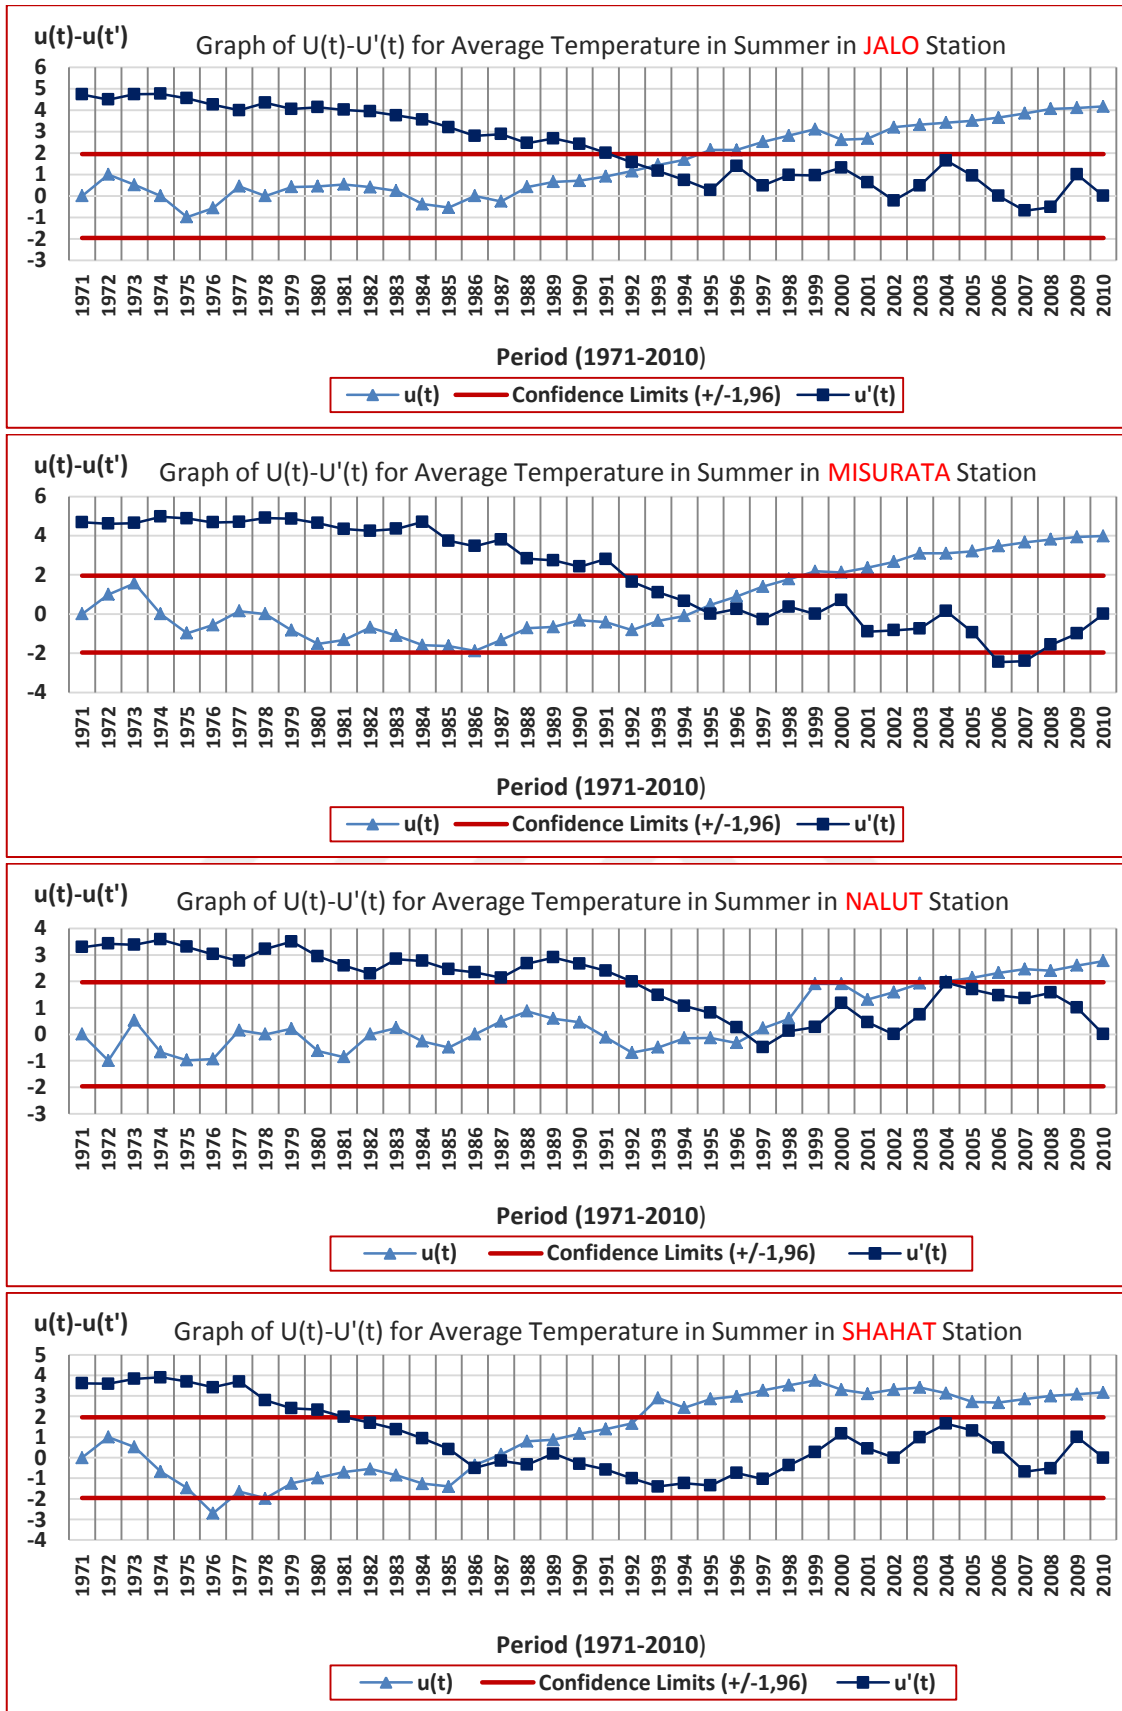 u(t)-u(t')
Graph of U(t)-U'(t) for Average Temperature in Summer in JALO Station
6
5
4
3
2
1
0
-1
-2
-3
1971 1972 1973 1974 1975 1976 1977 1978 1979 1980 1981 1982 1983 1984 1985 1986 1987 1988 1989 1990 1991 1992 1993 1994 1995 1996 1997 1998 1999 2000 2001 2002 2003 2004 2005 2006 2007 2008 2009 2010
Period (1971-2010)
u(t) Confidence Limits (+/-1,96) u'(t)
u(t)-u(t')
Graph of U(t)-U'(t) for Average Temperature in Summer in MISURATA Station
6
4
2
0
-2
-4
1971 1972 1973 1974 1975 1976 1977 1978 1979 1980 1981 1982 1983 1984 1985 1986 1987 1988 1989 1990 1991 1992 1993 1994 1995 1996 1997 1998 1999 2000 2001 2002 2003 2004 2005 2006 2007 2008 2009 2010
Period (1971-2010)
u(t) Confidence Limits (+/-1,96) u'(t)
u(t)-u(t')
Graph of U(t)-U'(t) for Average Temperature in Summer in NALUT Station
4
3
2
1
0
-1
-2
-3
1971 1972 1973 1974 1975 1976 1977 1978 1979 1980 1981 1982 1983 1984 1985 1986 1987 1988 1989 1990 1991 1992 1993 1994 1995 1996 1997 1998 1999 2000 2001 2002 2003 2004 2005 2006 2007 2008 2009 2010
Period (1971-2010)
u(t) Confidence Limits (+/-1,96) u'(t)
u(t)-u(t')
Graph of U(t)-U'(t) for Average Temperature in Summer in SHAHAT Station
5
4
3
2
1
0
-1
-2
-3
-4
1971 1972 1973 1974 1975 1976 1977 1978 1979 1980 1981 1982 1983 1984 1985 1986 1987 1988 1989 1990 1991 1992 1993 1994 1995 1996 1997 1998 1999 2000 2001 2002 2003 2004 2005 2006 2007 2008 2009 2010
Period (1971-2010)
u(t) Confidence Limits (+/-1,96) u'(t)